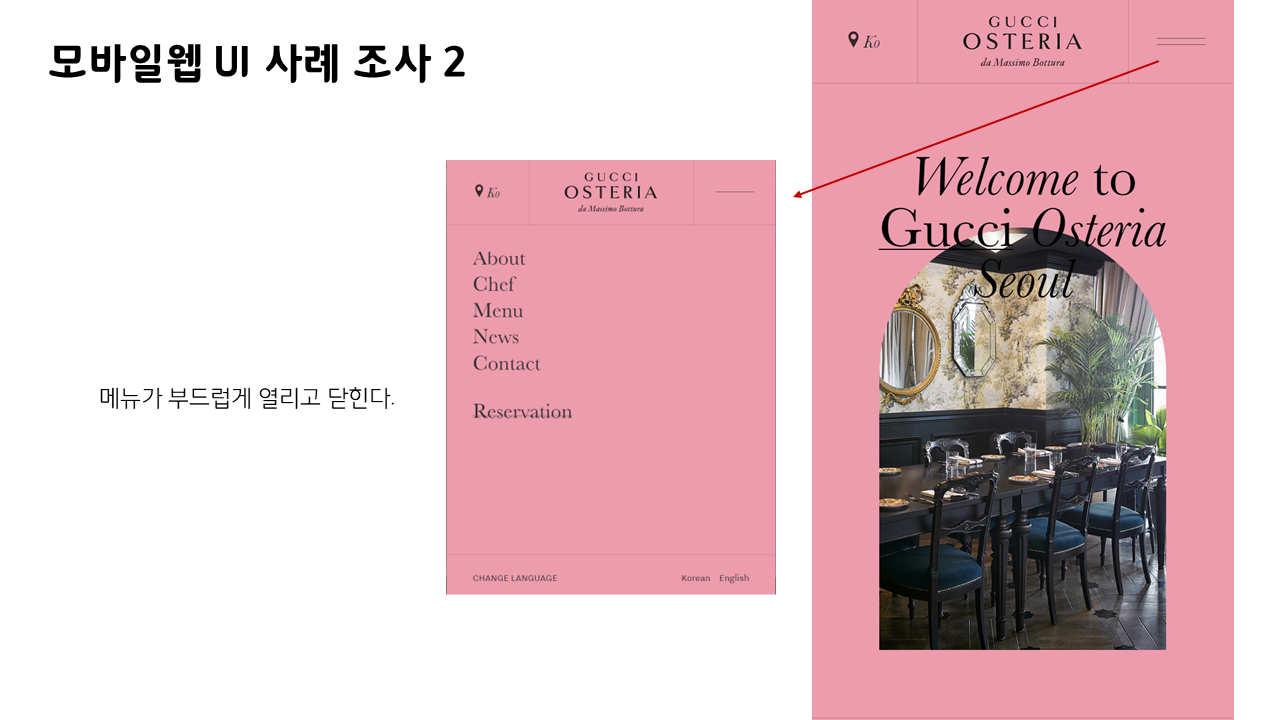 모바일웹 UI 사례 조사 2
메뉴가 부드럽게 열리고 닫힌다.
Ko
GUCCI
OSTERIA
da Massimo Bottura
About
Chef
Menu
News
Contact
Reservation
CHANGE LANGUAGE
Korean English
Ko
GUCCI
OSTERIA
da Massimo Bottura
Welcome to
Gucci Osteria
Seoul